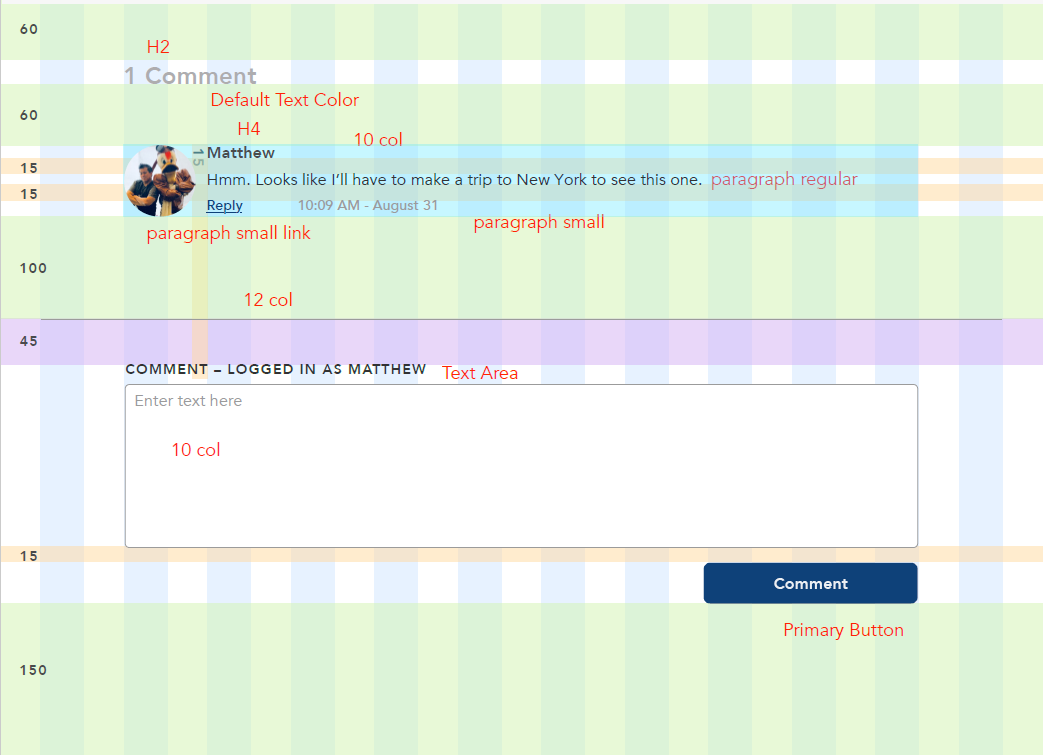 60
H2
1 Comment
Default Text Color
60
H4
10 col
15
Matthew
15
Hmm. Looks like I'll have to make a trip to New York to see this one. paragraph regular
15
Reply 10:09 AM - August 31
paragraph small
paragraph small link
100
12 col
45
COMMENT – LOGGED IN AS MATTHEW Text Area
Enter text here
10 col
15
Comment
Primary Button
150